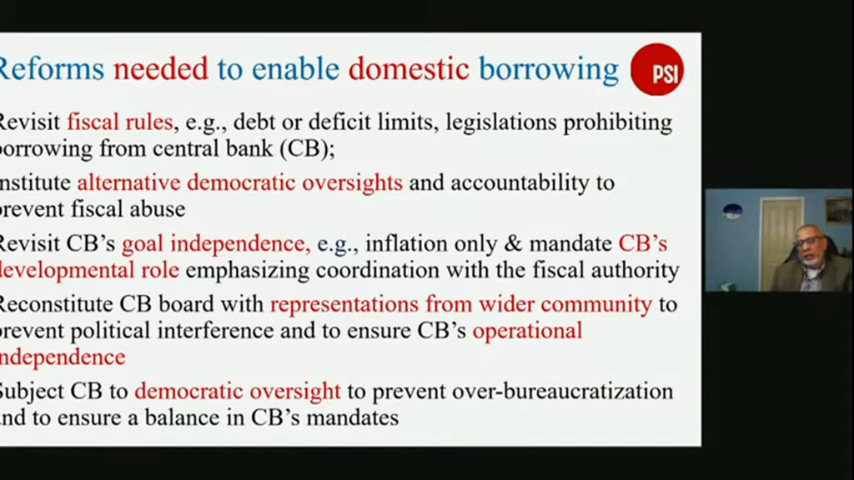 Reforms needed to enable domestic borrowing
PSI
Revisit fiscal rules, e.g., debt or deficit limits, legislations prohibiting
borrowing from central bank (CB);
nstitute alternative democratic oversights and accountability to
prevent fiscal abuse
Revisit CB's goal independence, e.g., inflation only & mandate CB's
developmental role emphasizing coordination with the fiscal authority
Reconstitute CB board with representations from wider community to
prevent political interference and to ensure CB's operational
independence
Subject CB to democratic oversight to prevent over-bureaucratization
and to ensure a balance in CB's mandates